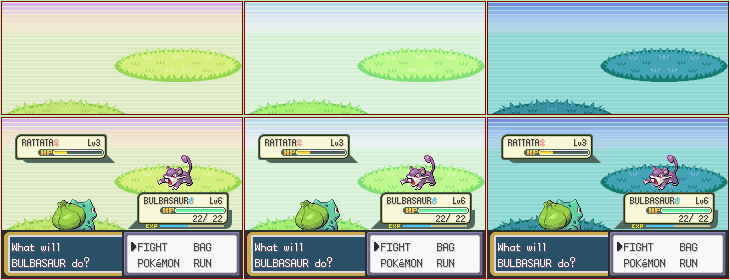 RATTATA♀ Lv3
HP
BULBASAUR♂ Lv6
HP
22/ 22
EXP
What will
BULBASAUR do?
▶FIGHT BAG
POKéMON RUN
RATTATA♀ Lv3
HP
BULBASAUR♂ Lv6
HP
22/ 22
EXP
What will
BULBASAUR do?
▶FIGHT BAG
POKéMON RUN
RATTATA♀ Lv3
HP
BULBASAUR♂ Lv6
HP
22/ 22
EXP
What will
BULBASAUR do?
▶FIGHT BAG
POKéMON RUN